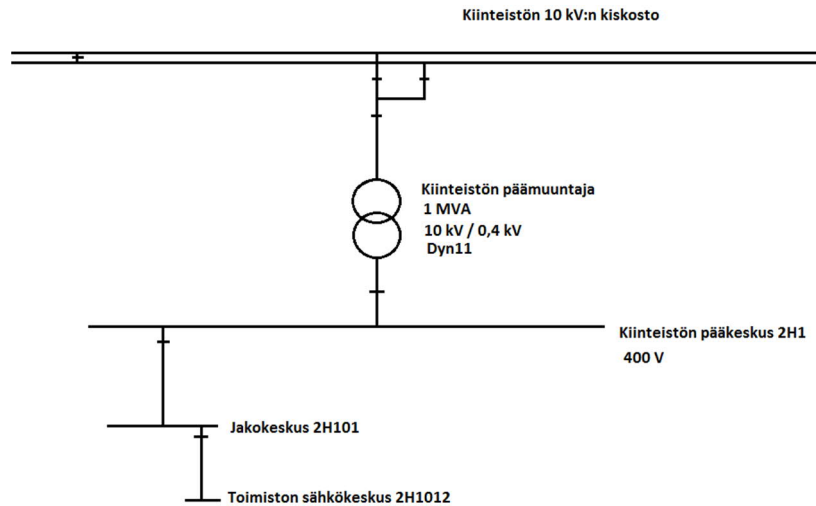 Kiinteistön 10 kV:n kiskosto
Kiinteistön päämuuntaja
1 MVA
10 kV / 0,4 kV
Dyn11
Kiinteistön pääkeskus 2H1
400 V
Jakokeskus 2H101
Toimiston sähkökeskus 2H1012